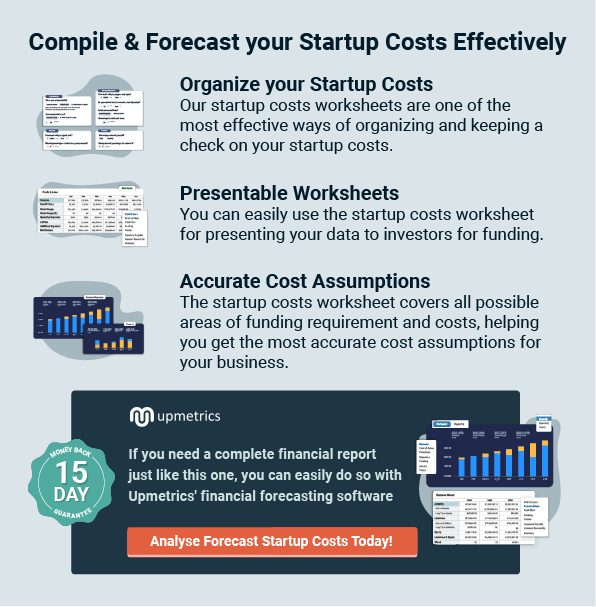 Compile & Forecast your Startup Costs Effectively
Organize your Startup Costs
Our startup costs worksheets are one of the
most effective ways of organizing and keeping a
check on your startup costs.
Presentable Worksheets
You can easily use the startup costs worksheet
for presenting your data to investors for funding.
Accurate Cost Assumptions
The startup costs worksheet covers all possible
areas of funding requirement and costs, helping
you get the most accurate cost assumptions for
your business.
upmetrics
MONEY BACK
15
DAY
GUARANTEE
If you need a complete financial report
just like this one, you can easily do so with
Upmetrics' financial forecasting software
Analyse Forecast Startup Costs Today!